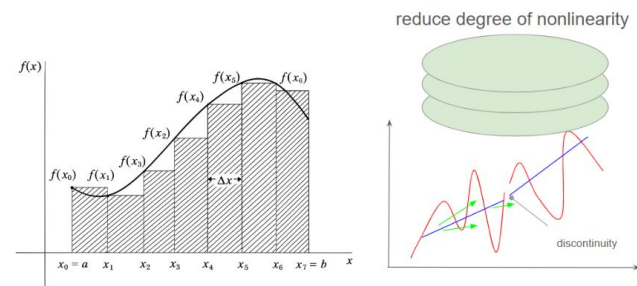 reduce degree of nonlinearity
f(x)
f(x₀)
f(x₁)
f(x₃)
f(x₂)
f(x₄)
f(x₅)
f(x₆)
Δx
x₀ = a
x₁
x₂
x₃
x₄
x₅
x₆
x₇ = b
x
discontinuity